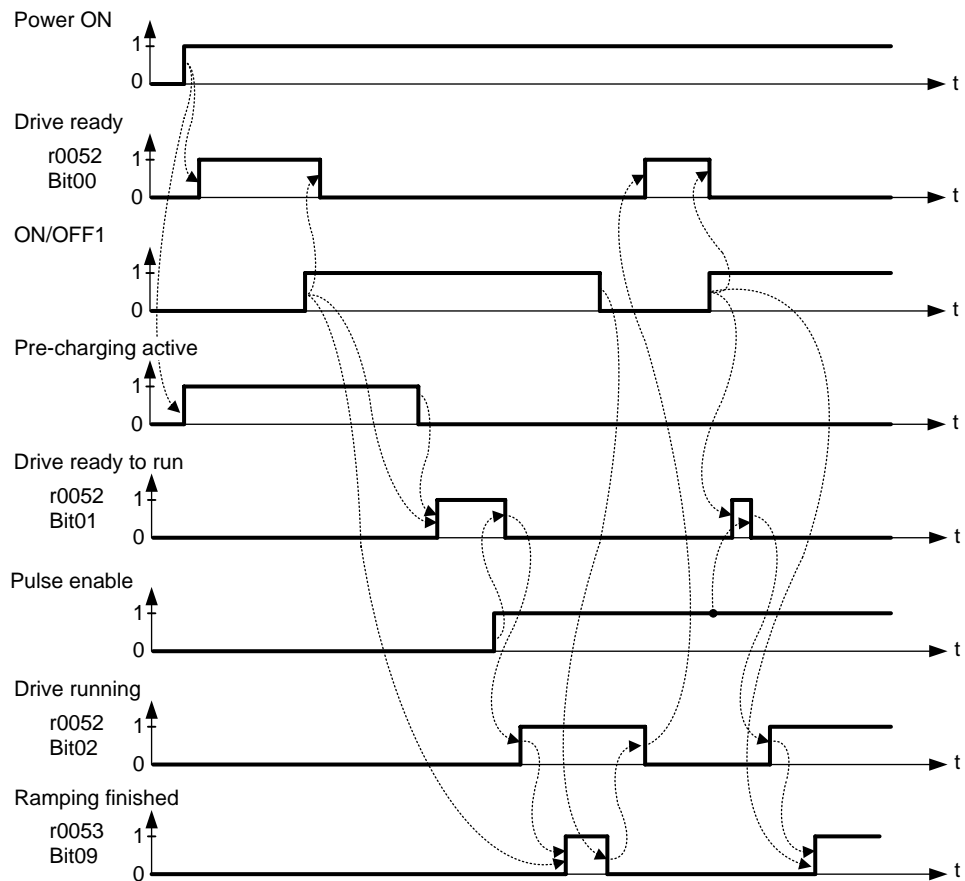 Power ON
1
0
t
Drive ready
r0052
Bit00
1
0
t
ON/OFF1
1
0
t
Pre-charging active
1
0
t
Drive ready to run
r0052
Bit01
1
0
t
Pulse enable
1
0
t
Drive running
r0052
Bit02
1
0
t
Ramping finished
r0053
Bit09
1
0
t